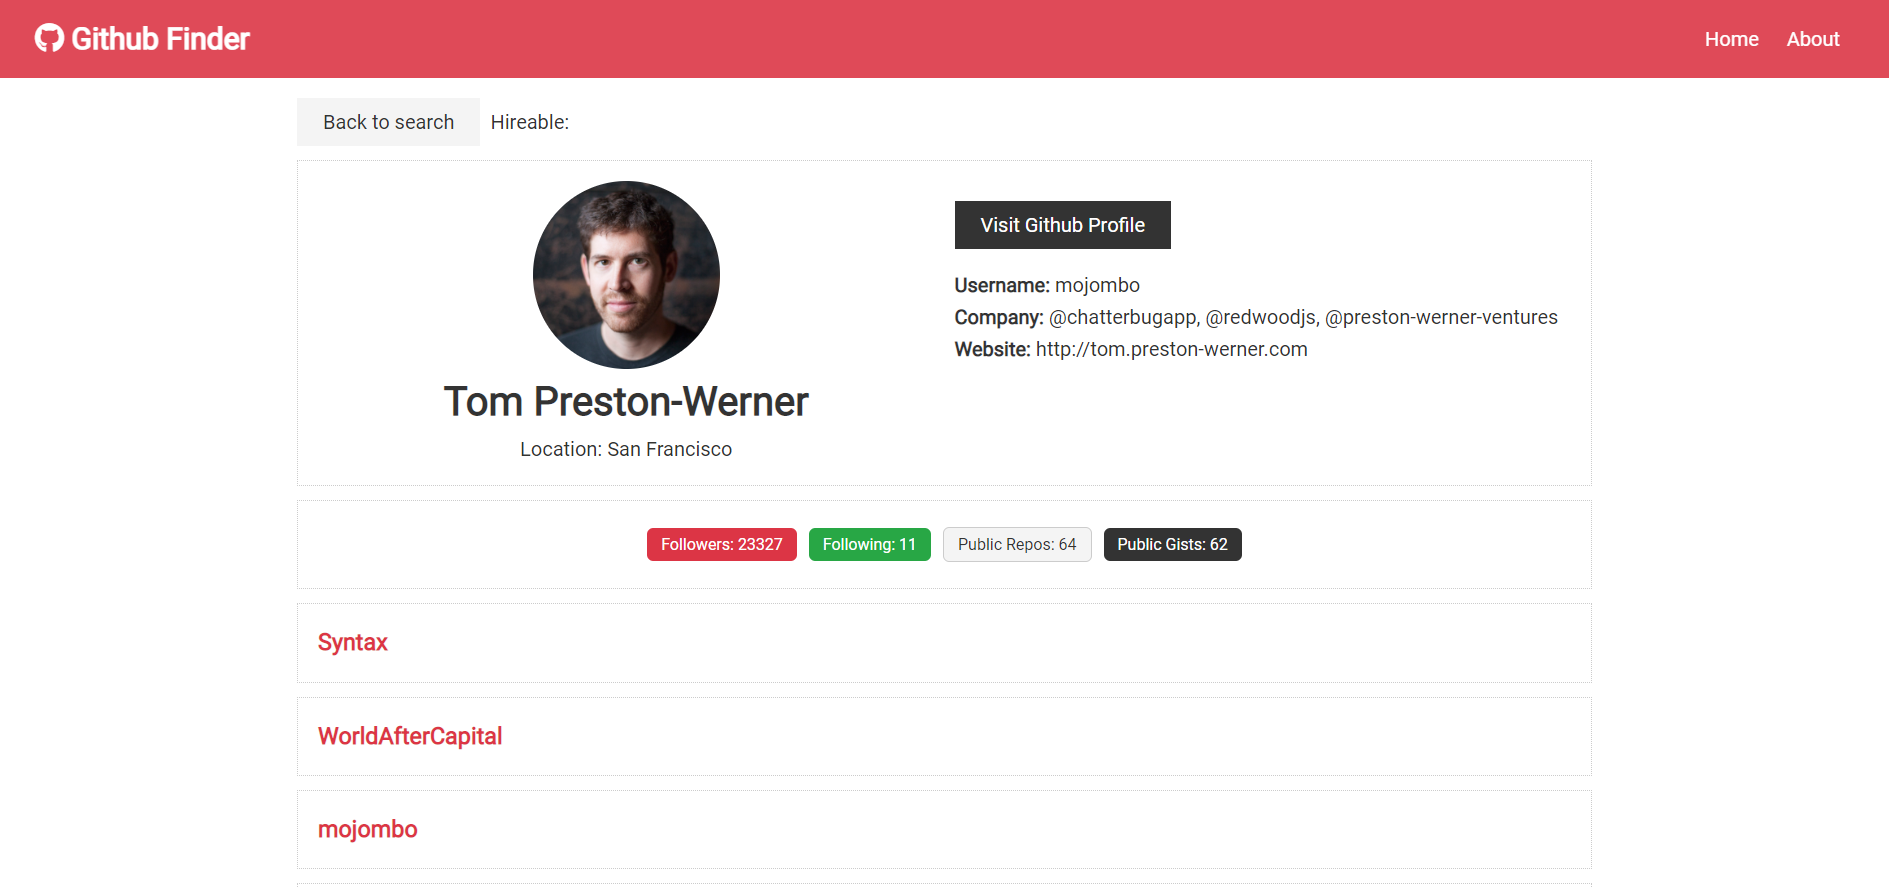 Github Finder
Home About
Back to search Hireable:
Visit Github Profile
Username: mojombo
Company: @chatterbugapp, @redwoodjs, @preston-werner-ventures
Website: http://tom.preston-werner.com
Tom Preston-Werner
Location: San Francisco
Followers: 23327 Following: 11 Public Repos: 64 Public Gists: 62
Syntax
WorldAfterCapital
mojombo